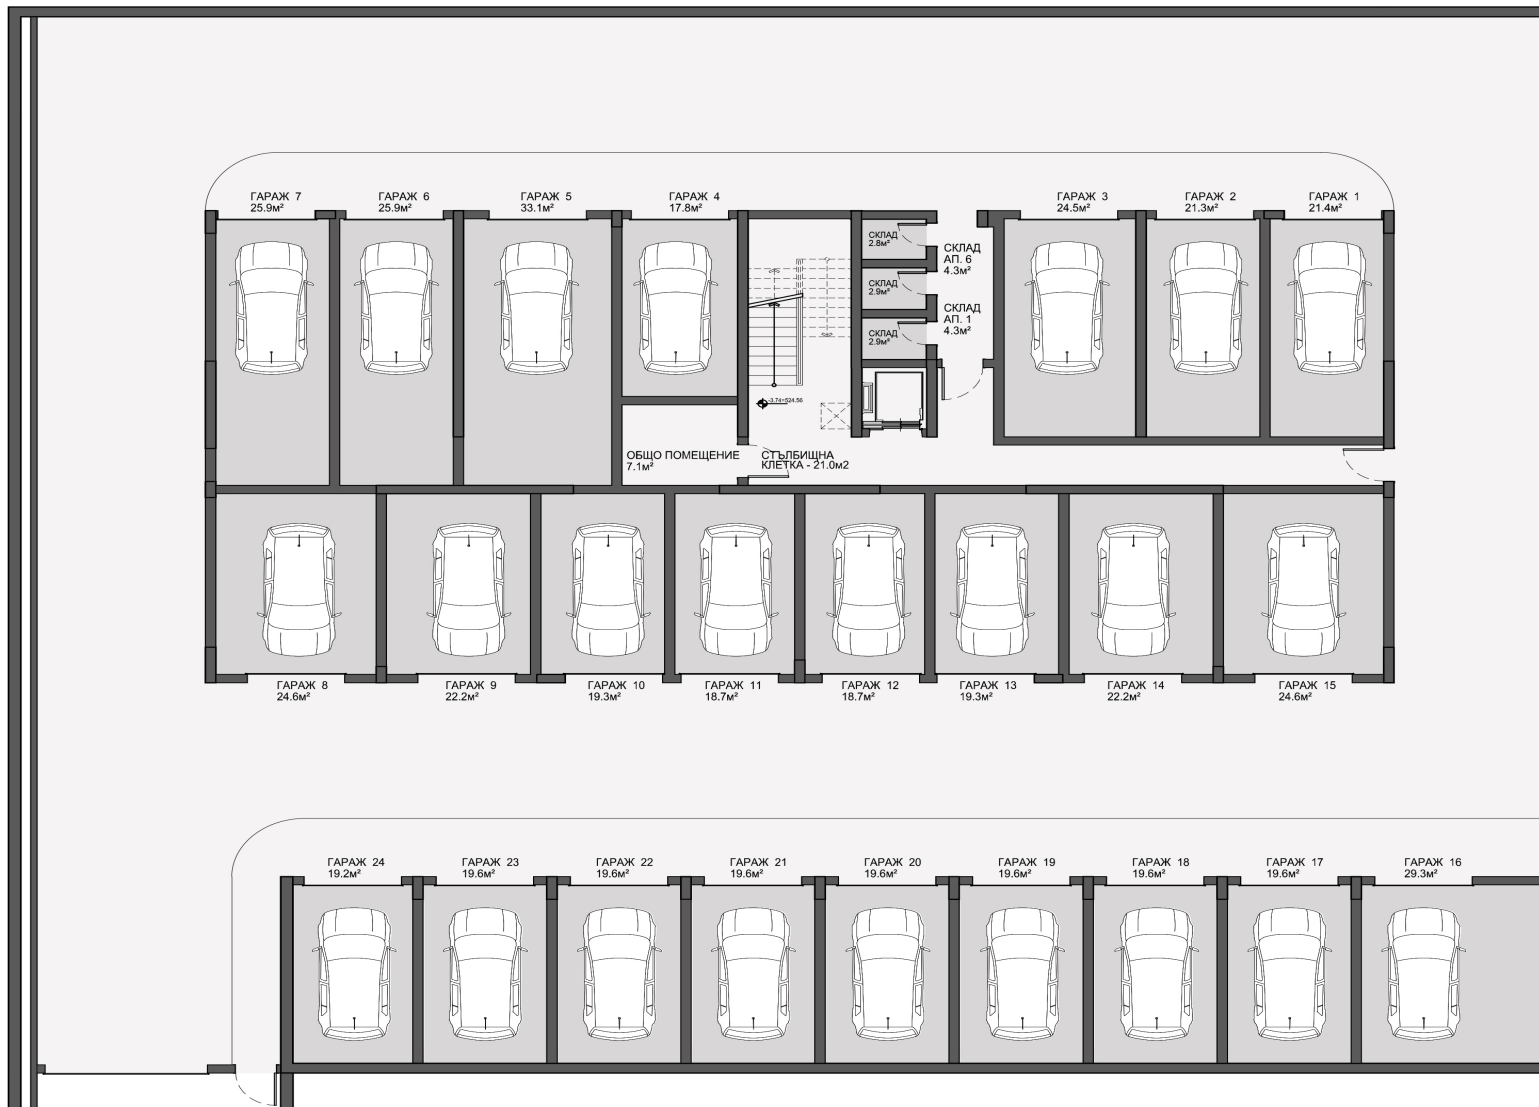 ГАРАЖ 7
25.9м²
ГАРАЖ 6
25.9м²
ГАРАЖ 5
33.1м²
ГАРАЖ 4
17.8м²
ГАРАЖ 3
24.5м²
ГАРАЖ 2
21.3м²
ГАРАЖ 1
21.4м²
СКЛАД
2.8м²
СКЛАД
АП. 6
4.3м²
СКЛАД
2.9м²
СКЛАД
АП. 1
4.3м²
СКЛАД
2.9м²
-3.74=524.56
ОБЩО ПОМЕЩЕНИЕ
7.1м²
СТЪЛБИЩНА
КЛЕТКА - 21.0м2
ГАРАЖ 8
24.6м²
ГАРАЖ 9
22.2м²
ГАРАЖ 10
19.3м²
ГАРАЖ 11
18.7м²
ГАРАЖ 12
18.7м²
ГАРАЖ 13
19.3м²
ГАРАЖ 14
22.2м²
ГАРАЖ 15
24.6м²
ГАРАЖ 24
19.2м²
ГАРАЖ 23
19.6м²
ГАРАЖ 22
19.6м²
ГАРАЖ 21
19.6м²
ГАРАЖ 20
19.6м²
ГАРАЖ 19
19.6м²
ГАРАЖ 18
19.6м²
ГАРАЖ 17
19.6м²
ГАРАЖ 16
29.3м²